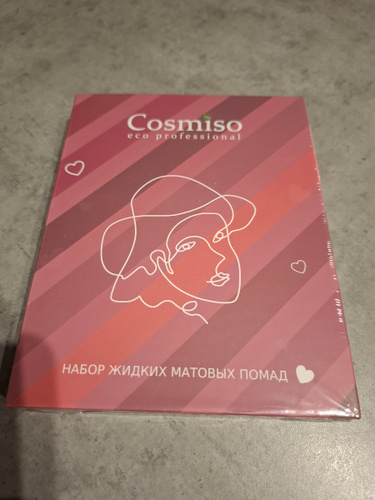 Cosmiso
eco professional
НАБОР ЖИДКИХ МАТОВЫХ ПОМАД